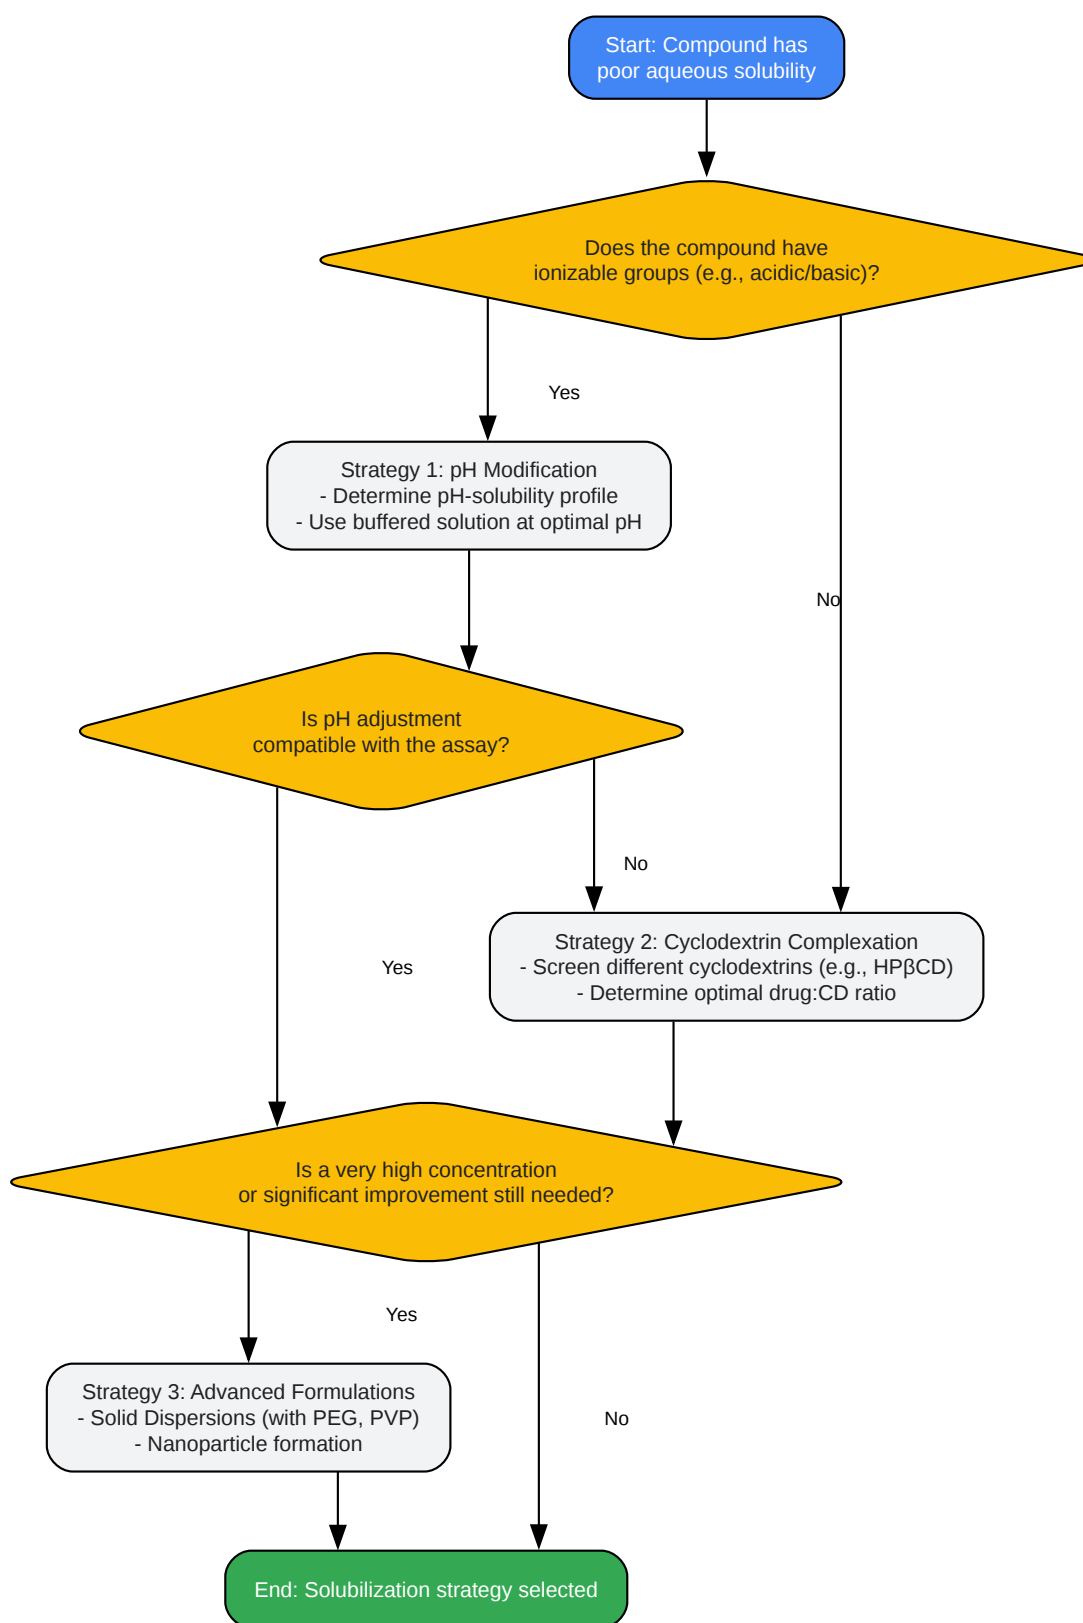 Start: Compound has
poor aqueous solubility
Does the compound have
ionizable groups (e.g., acidic/basic)?
Yes
Strategy 1: pH Modification
- Determine pH-solubility profile
- Use buffered solution at optimal pH
No
Is pH adjustment
compatible with the assay?
No
Strategy 2: Cyclodextrin Complexation
- Screen different cyclodextrins (e.g., HPβCD)
- Determine optimal drug:CD ratio
Yes
Is a very high concentration
or significant improvement still needed?
Yes
Strategy 3: Advanced Formulations
- Solid Dispersions (with PEG, PVP)
- Nanoparticle formation
No
End: Solubilization strategy selected